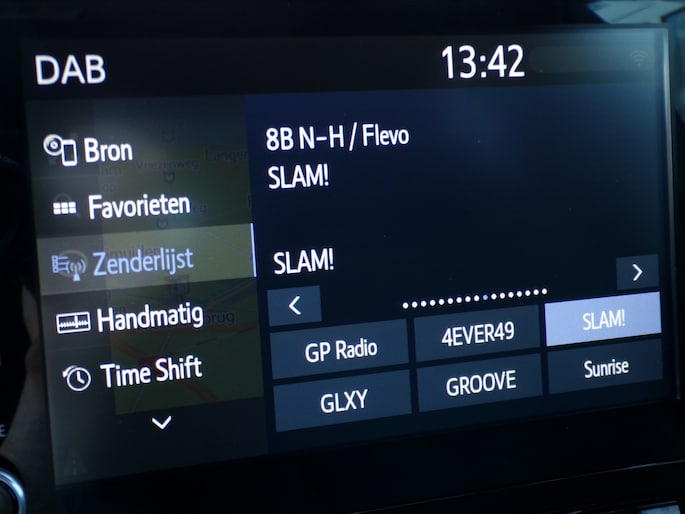 DAB
13:42
Bron
Favorieten
Zenderlijst
Handmatig
Time Shift
8B N-H / Flevo
SLAM!
SLAM!
GP Radio
4EVER49
SLAM!
GLXY
GROOVE
Sunrise